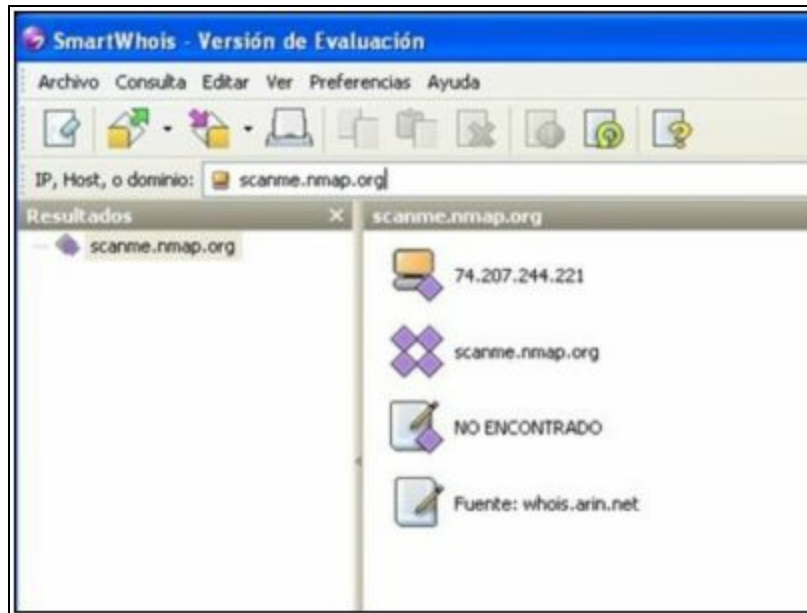 SmartWhois - Versión de Evaluación
Archivo Consulta Editar Ver Preferencias Ayuda
IP, Host, o dominio: scanme.nmap.org
Resultados
scanme.nmap.org
scanme.nmap.org
74.207.244.221
scanme.nmap.org
NO ENCONTRADO
Fuente: whois.arin.net